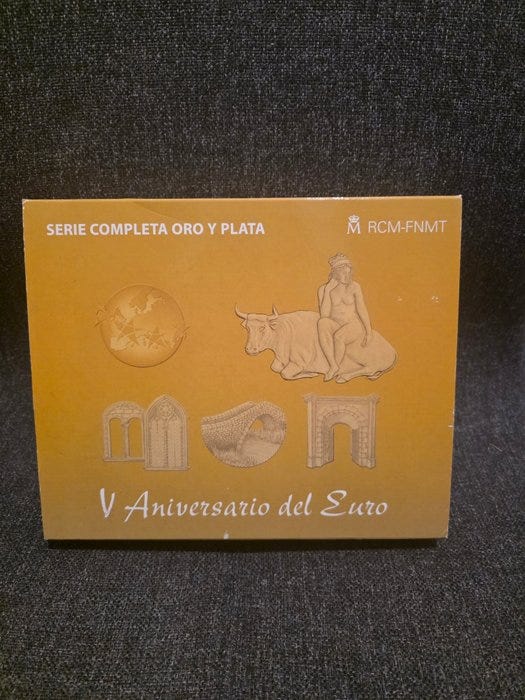 SERIE COMPLETA ORO Y PLATA
M RCM-FNMT
V Aniversario del Euro